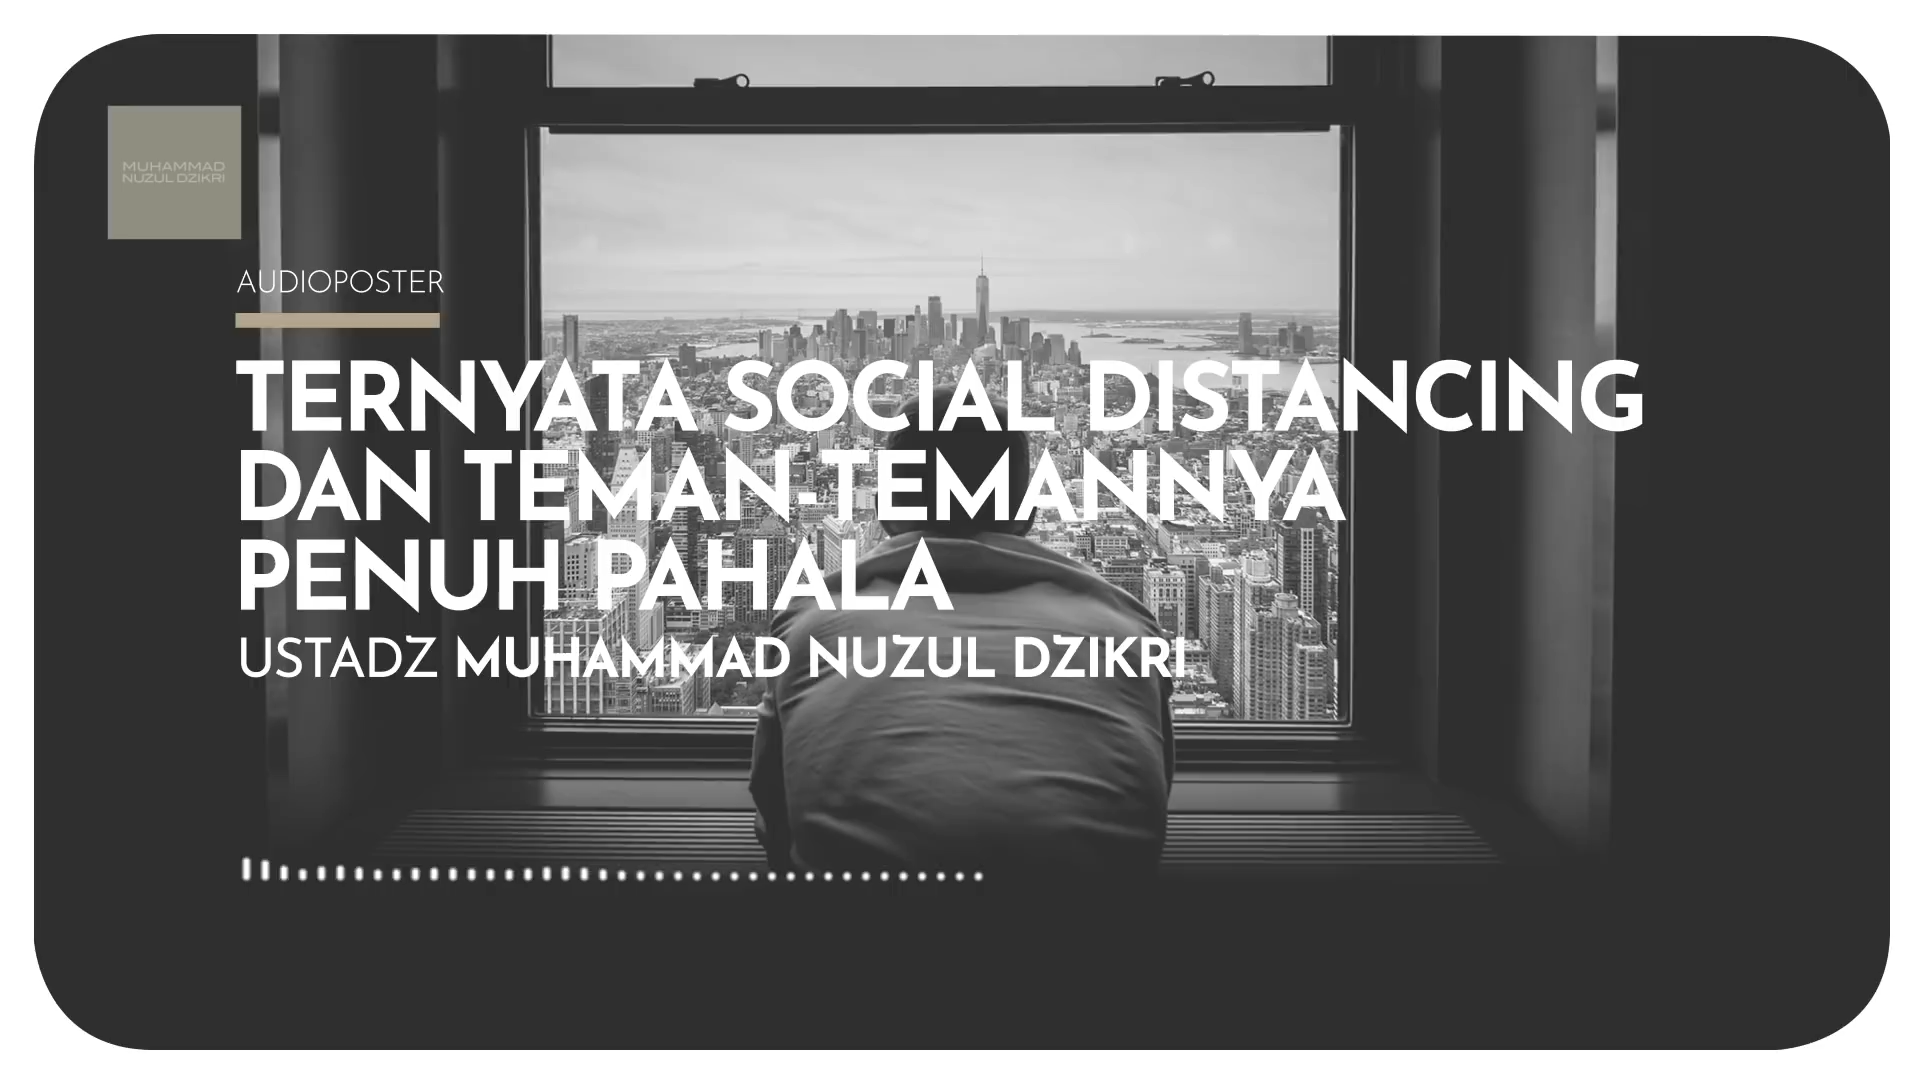 MUHAMMAD
NUZUL DZIKRI
AUDIOPOSTER
TERNYATA SOCIAL DISTANCING
DAN TEMAN-TEMANNYA
PENUH PAHALA
USTADZ MUHAMMAD NUZUL DZIKRI